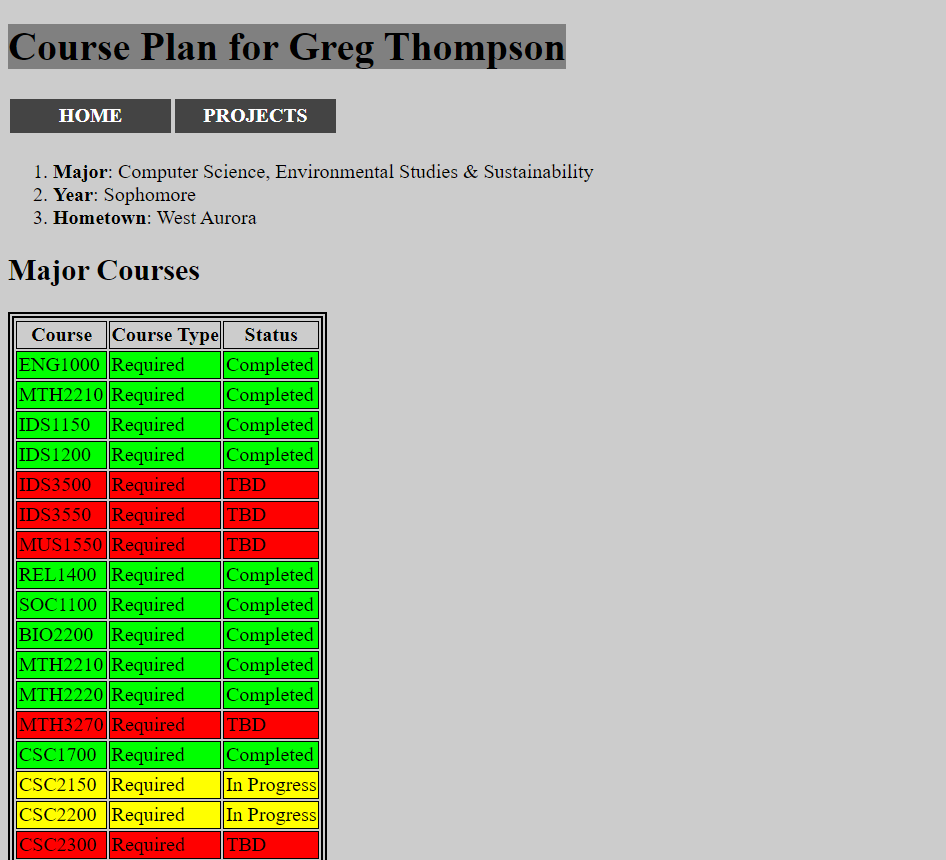 Course Plan for Greg Thompson
HOME PROJECTS
1. Major: Computer Science, Environmental Studies & Sustainability
2. Year: Sophomore
3. Hometown: West Aurora
Major Courses
Course Course Type Status
ENG1000 Required Completed
MTH2210 Required Completed
IDS1150 Required Completed
IDS1200 Required Completed
IDS3500 Required TBD
IDS3550 Required TBD
MUS1550 Required TBD
REL1400 Required Completed
SOC1100 Required Completed
BIO2200 Required Completed
MTH2210 Required Completed
MTH2220 Required Completed
MTH3270 Required TBD
CSC1700 Required Completed
CSC2150 Required In Progress
CSC2200 Required In Progress
CSC2300 Required TBD